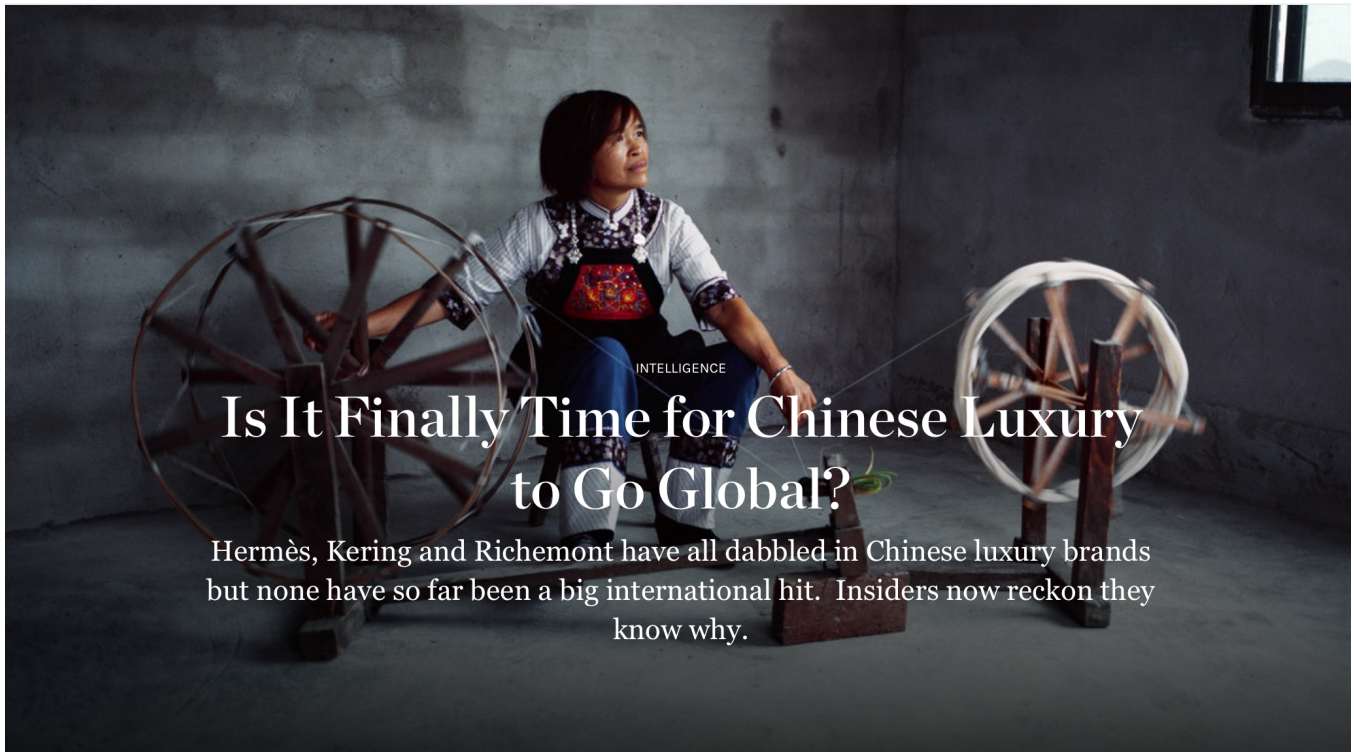 INTELLIGENCE
Is It Finally Time for Chinese Luxury
to Go Global?
Hermès, Kering and Richemont have all dabbled in Chinese luxury brands
but none have so far been a big international hit.  Insiders now reckon they
know why.